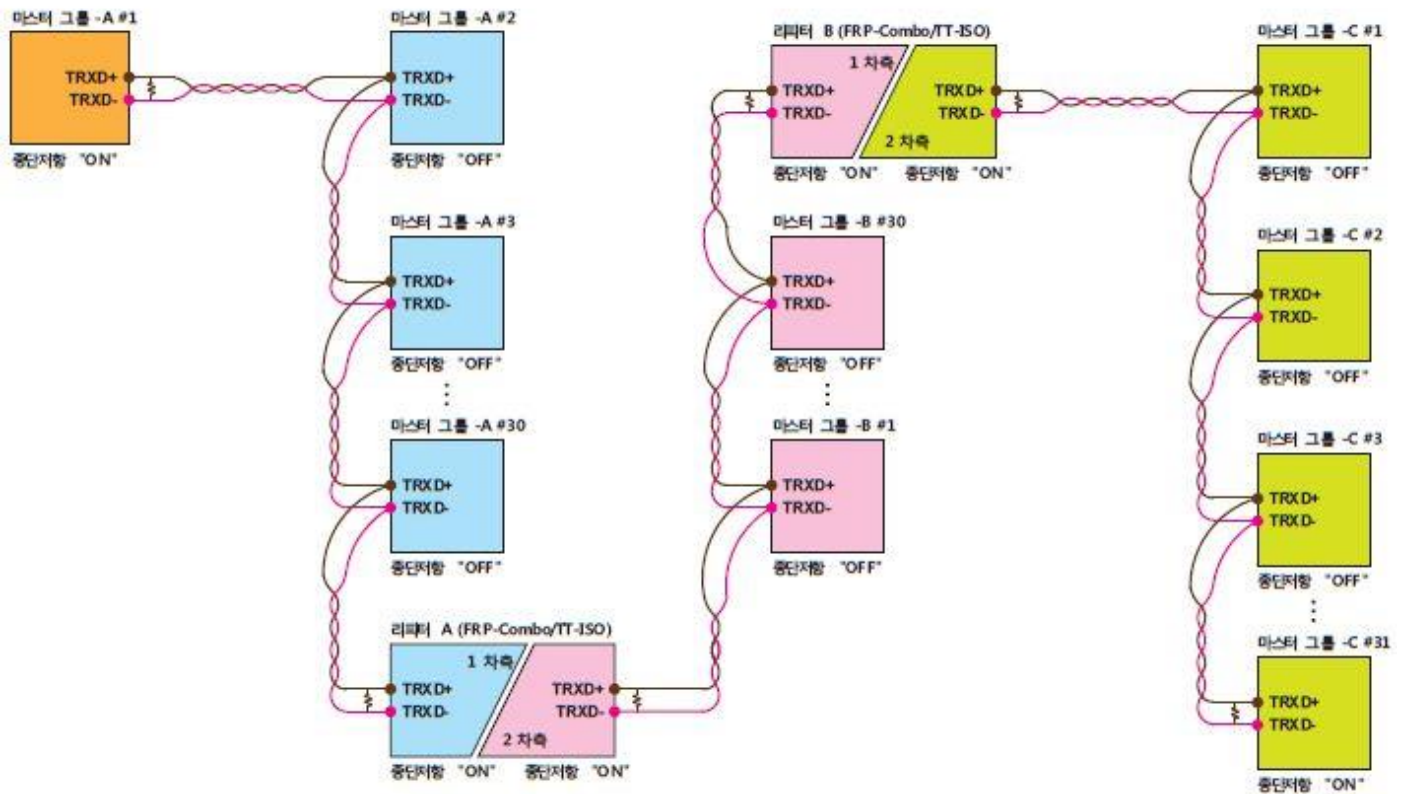 마스터 그룹 -A #1
TRXD+
TRXD-
종단저항 "ON"
마스터 그룹 -A #2
TRXD+
TRXD-
종단저항 "OFF"
마스터 그룹 -A #3
TRXD+
TRXD-
종단저항 "OFF"
마스터 그룹 -A #30
TRXD+
TRXD-
종단저항 "OFF"
리피터 A (FRP-Combo/TT-ISO)
1 차측
TRXD+
TRXD-
TRXD+
TRXD-
2 차측
종단저항 "ON"
종단저항 "ON"
리피터 B (FRP-Combo/TT-ISO)
1 차측
TRXD+
TRXD-
TRXD+
TRXD-
2 차측
종단저항 "ON"
종단저항 "ON"
마스터 그룹 -B #30
TRXD+
TRXD-
종단저항 "OFF"
마스터 그룹 -B #1
TRXD+
TRXD-
종단저항 "OFF"
마스터 그룹 -C #1
TRXD+
TRXD-
종단저항 "OFF"
마스터 그룹 -C #2
TRXD+
TRXD-
종단저항 "OFF"
마스터 그룹 -C #3
TRXD+
TRXD-
종단저항 "OFF"
마스터 그룹 -C #31
TRXD+
TRXD-
종단저항 "ON"